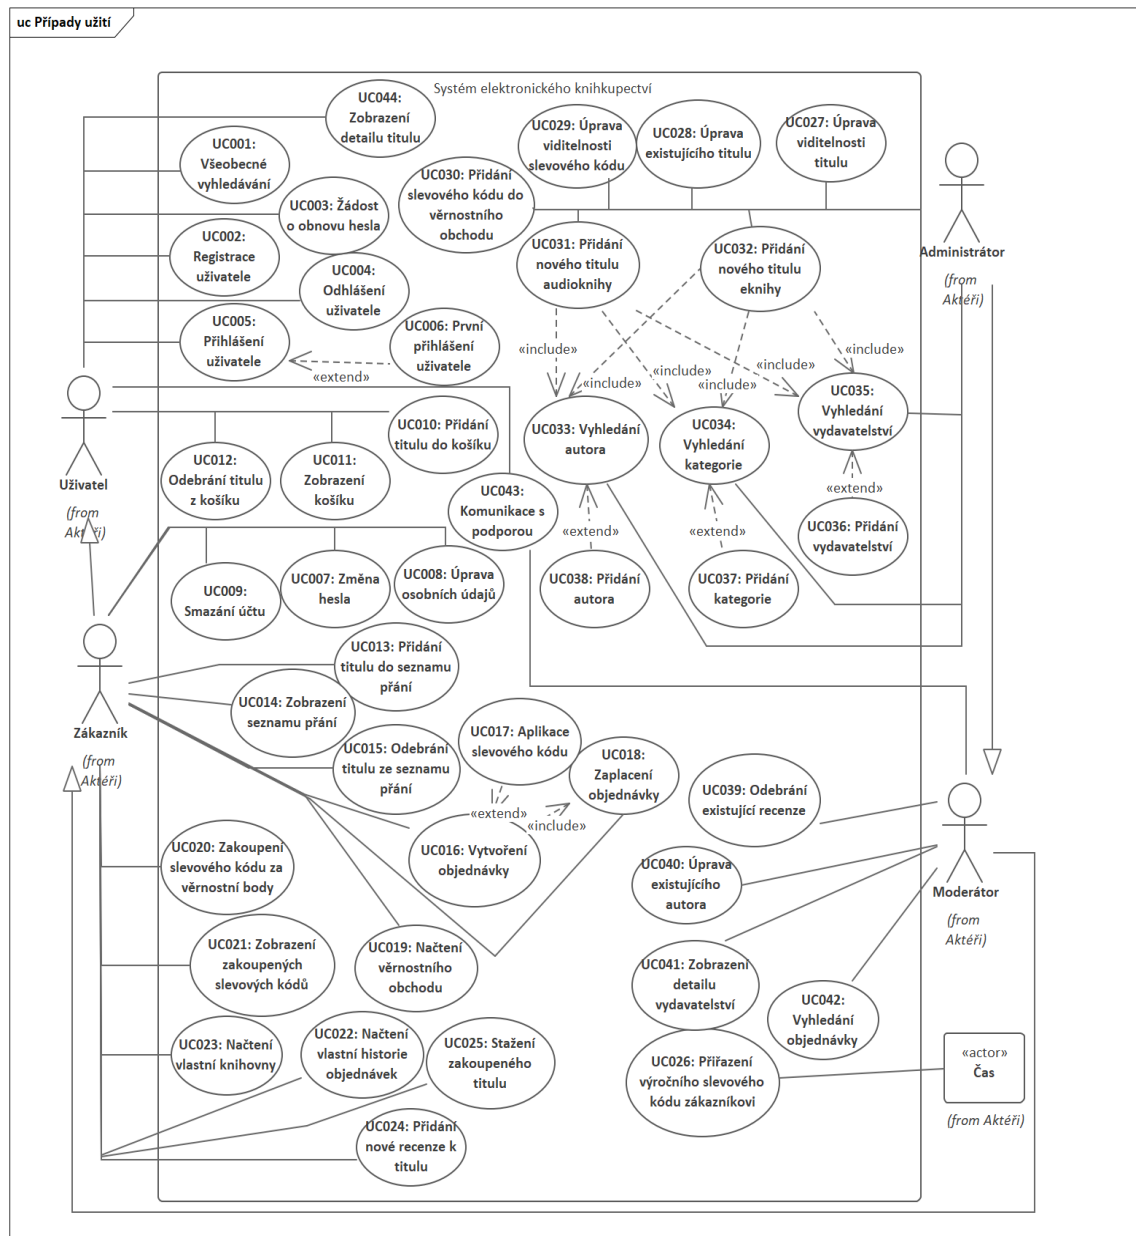 uc Případy užití
Systém elektronického knihkupectví
UC044:
Zobrazení
detailu titulu
UC029: Úprava
viditelnosti
slevového kódu
UC028: Úprava
existujícího titulu
UC027: Úprava
viditelnosti
titulu
UC001:
Všeobecné
vyhledávání
UC030: Přidání
slevového kódu do
věrnostního
obchodu
UC003: Žádost
o obnovu hesla
UC002:
Registrace
uživatele
UC031: Přidání
nového titulu
audioknihy
UC032: Přidání
nového titulu
eknihy
Administrátor
(from
Aktéři)
UC004:
Odhlášení
uživatele
UC005:
Přihlášení
uživatele
UC006: První
přihlášení
uživatele
«extend»
«include»
«include»
«include»
«include»
«include»
«include»
UC035:
Vyhledání
vydavatelství
UC033: Vyhledání
autora
UC034:
Vyhledání
kategorie
UC010: Přidání
titulu do košíku
UC012:
Odebrání titulu
z košíku
UC011:
Zobrazení
košíku
Uživatel
(from
Aktéři)
UC043:
Komunikace s
podporou
«extend»
«extend»
«extend»
UC036: Přidání
vydavatelství
UC009:
Smazání účtu
UC007: Změna
hesla
UC008: Úprava
osobních údajů
UC038: Přidání
autora
UC037: Přidání
kategorie
UC013: Přidání
titulu do seznamu
přání
UC014: Zobrazení
seznamu přání
Zákazník
(from
Aktéři)
UC015: Odebrání
titulu ze seznamu
přání
UC017: Aplikace
slevového kódu
UC018:
Zaplacení
objednávky
«extend»
«include»
UC039: Odebrání
existující recenze
UC016: Vytvoření
objednávky
UC020: Zakoupení
slevového kódu za
věrnostní body
UC040: Úprava
existujícího
autora
Moderátor
(from
Aktéři)
UC021: Zobrazení
zakoupených
slevových kódů
UC019: Načtení
věrnostního
obchodu
UC041: Zobrazení
detailu
vydavatelství
UC042:
Vyhledání
objednávky
UC023: Načtení
vlastní knihovny
UC022: Načtení
vlastní historie
objednávek
UC025: Stažení
zakoupeného
titulu
UC026: Přiřazení
výročního slevového
kódu zákazníkovi
«actor»
Čas
(from Aktéři)
UC024: Přidání
nové recenze k
titulu